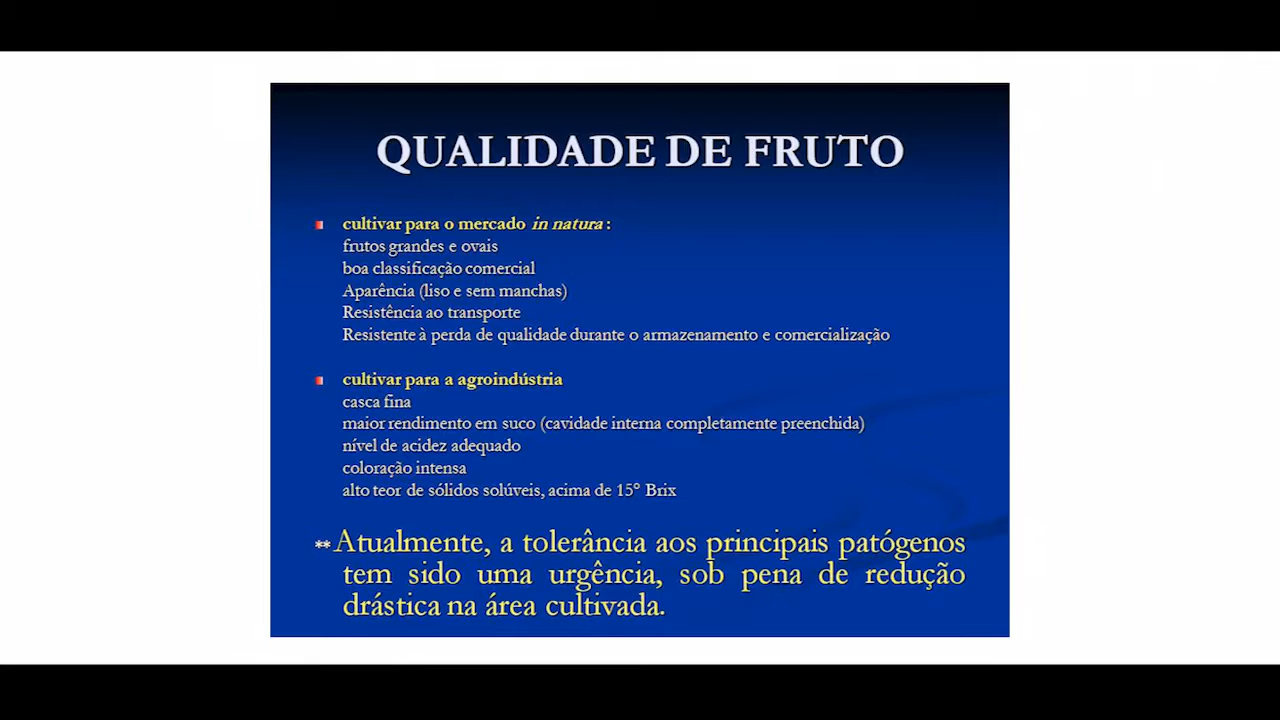 QUALIDADE DE FRUTO
cultivar para o mercado in natura :
frutos grandes e ovais
boa classificação comercial
Aparência (liso e sem manchas)
Resistência ao transporte
Resistente à perda de qualidade durante o armazenamento e comercialização
cultivar para a agroindústria
casca fina
maior rendimento em suco (cavidade interna completamente preenchida)
nível de acidez adequado
coloração intensa
alto teor de sólidos solúveis, acima de 15° Brix
** Atualmente, a tolerância aos principais patógenos
tem sido uma urgência, sob pena de redução
drástica na área cultivada.